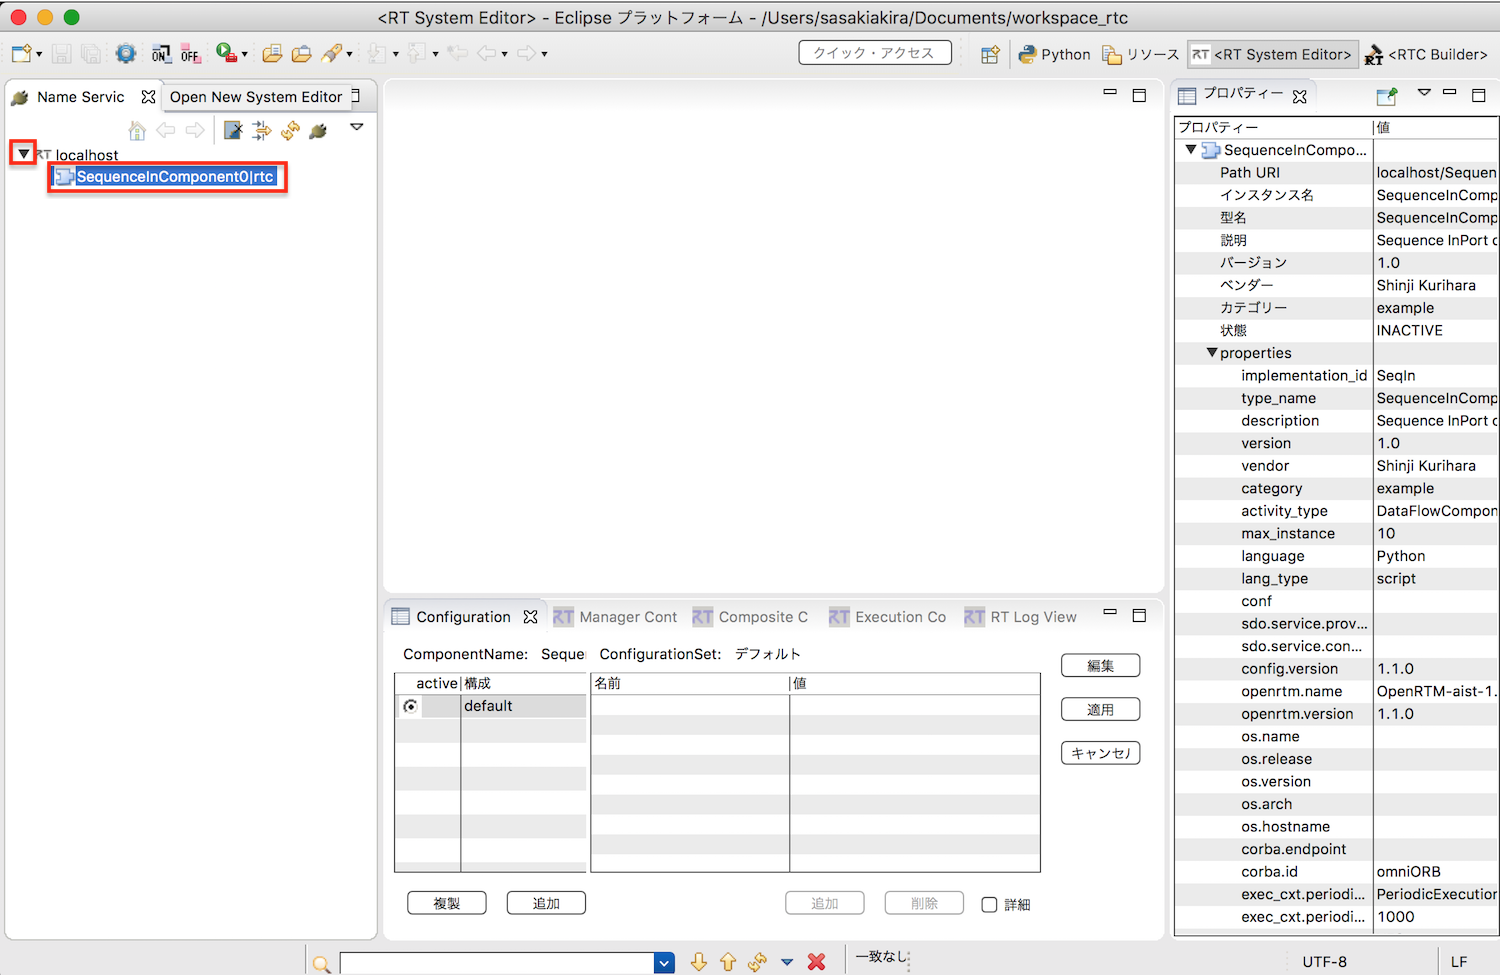 <RT System Editor> - Eclipse プラットフォーム - /Users/sasakiakira/Documents/workspace_rtc
ON OFF クイック・アクセス Python リソース RT <RT System Editor> RT <RTC Builder>
Name Servic Open New System Editor
RT localhost
SequenceInComponent0|rtc
プロパティー
プロパティー 値
SequenceInCompo...
Path URI localhost/Sequen
インスタンス名 SequenceInComp
型名 SequenceInComp
説明 Sequence InPort c
バージョン 1.0
ベンダー Shinji Kurihara
カテゴリー example
状態 INACTIVE
properties
implementation_id SeqIn
type_name SequenceInComp
description Sequence InPort c
version 1.0
vendor Shinji Kurihara
category example
activity_type DataFlowCompon
max_instance 10
language Python
lang_type script
conf
sdo.service.prov...
sdo.service.con...
config.version 1.1.0
openrtm.name OpenRTM-aist-1.
openrtm.version 1.1.0
os.name
os.release
os.version
os.arch
os.hostname
corba.endpoint
corba.id omniORB
exec_cxt.periodi... PeriodicExecution
exec_cxt.periodi... 1000
Configuration RT Manager Cont RT Composite C RT Execution Co RT RT Log View
ComponentName: Seque ConfigurationSet: デフォルト
active 構成 名前 値
default
編集
適用
キャンセル
複製 追加 追加 削除 詳細
一致なし UTF-8 LF